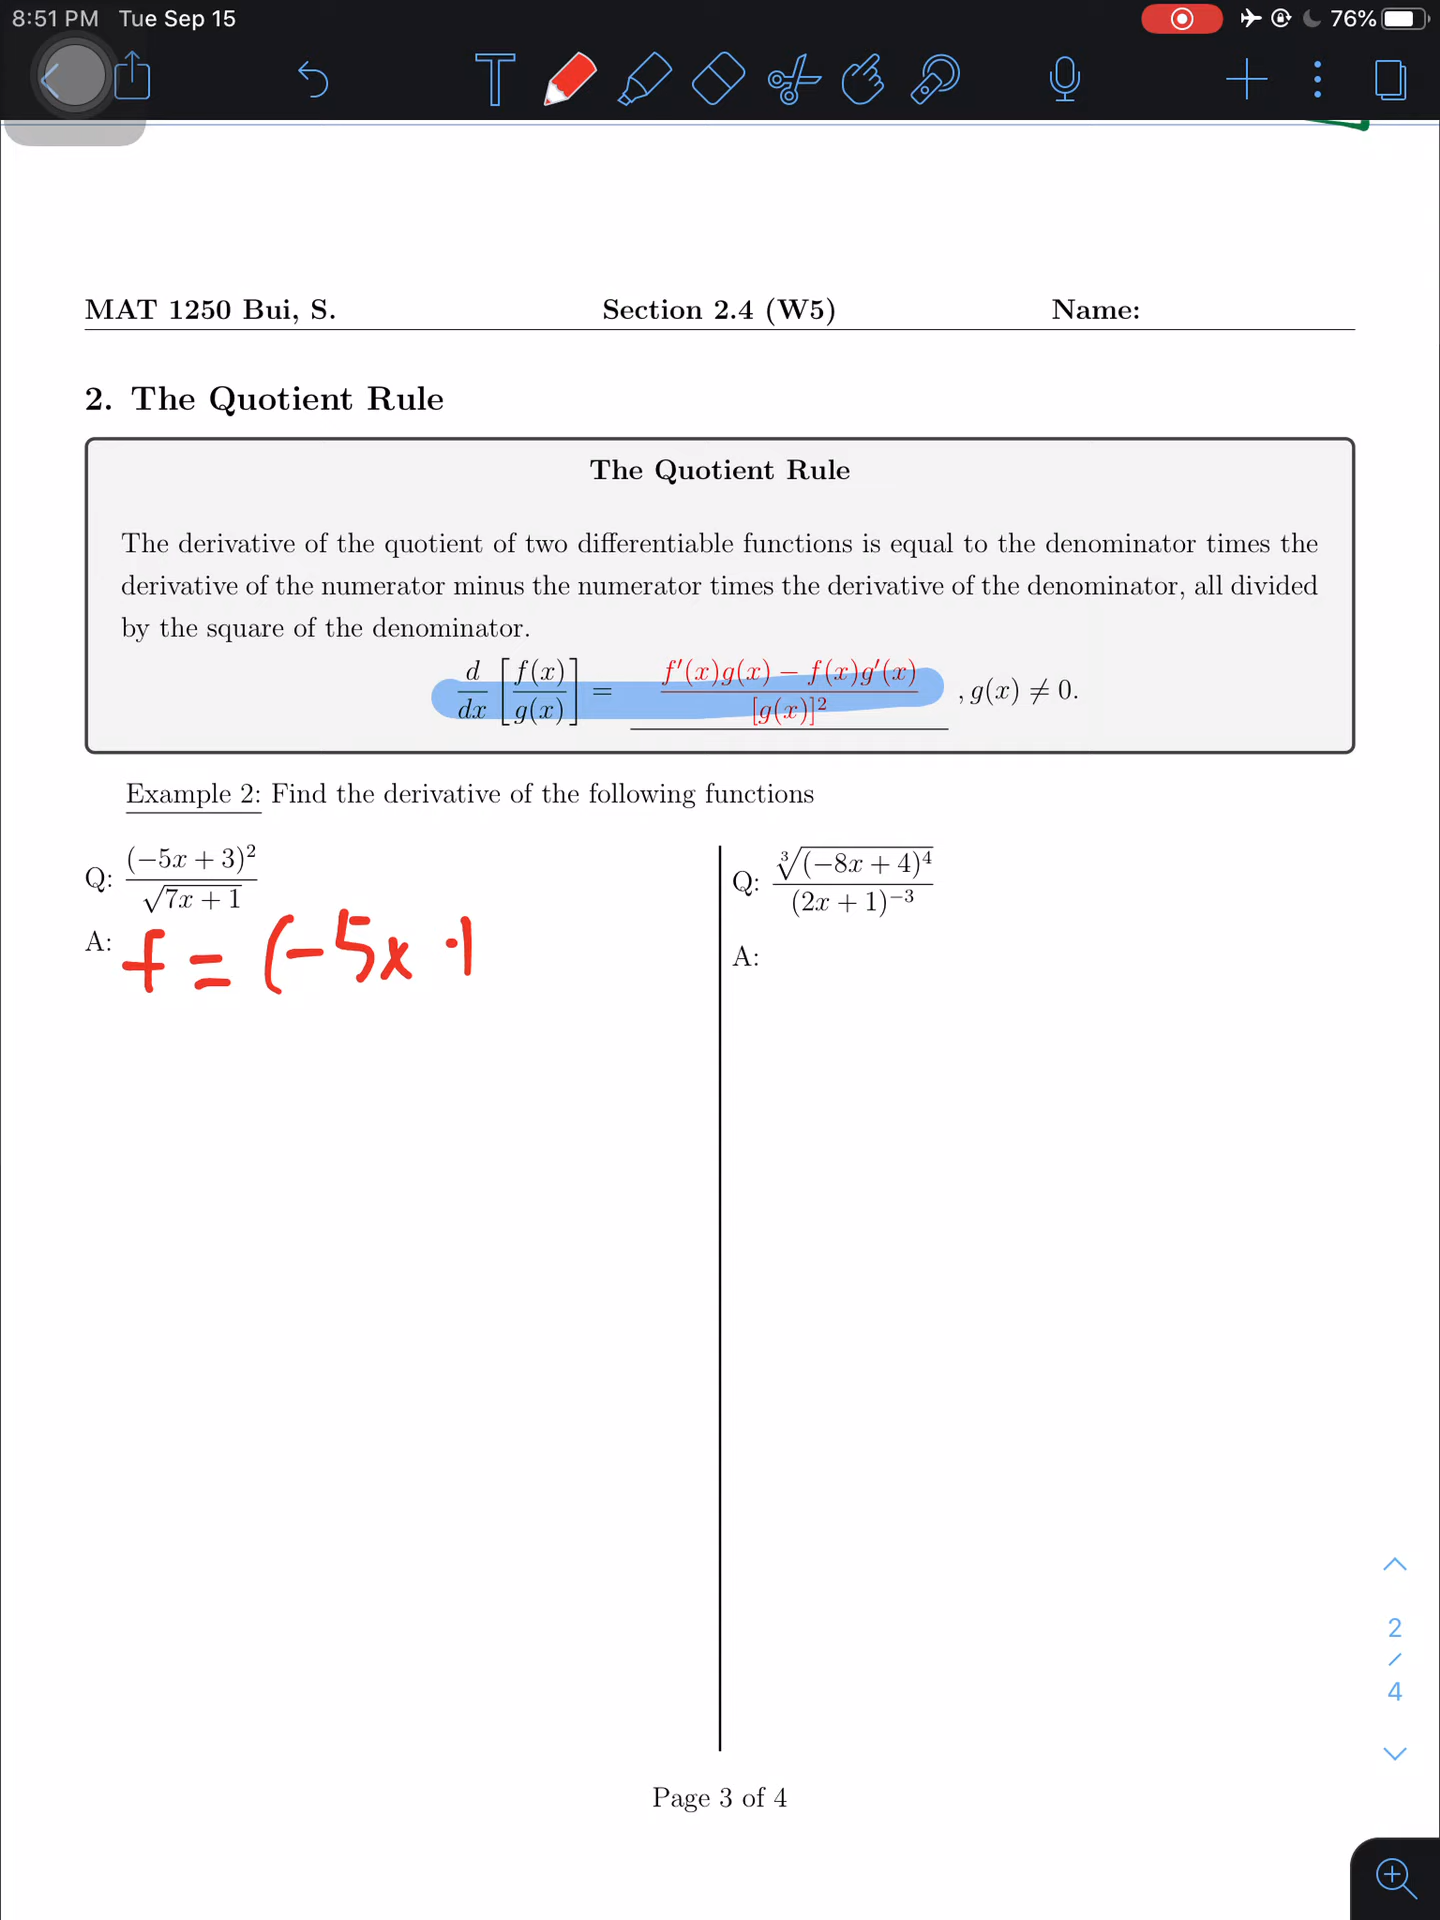 8:51 PM Tue Sep 15 76%
MAT 1250 Bui, S. Section 2.4 (W5) Name:
2. The Quotient Rule
The Quotient Rule
The derivative of the quotient of two differentiable functions is equal to the denominator times the
derivative of the numerator minus the numerator times the derivative of the denominator, all divided
by the square of the denominator.
d/dx [f(x)/g(x)] = f′(x)g(x) − f(x)g′(x)/[g(x)]² , g(x) ≠ 0.
Example 2: Find the derivative of the following functions
Q: (−5x + 3)²/√(7x + 1)
A: f = (-5x
Q: ∛((−8x + 4)⁴)/(2x + 1)⁻³
A:
2
/
4
Page 3 of 4